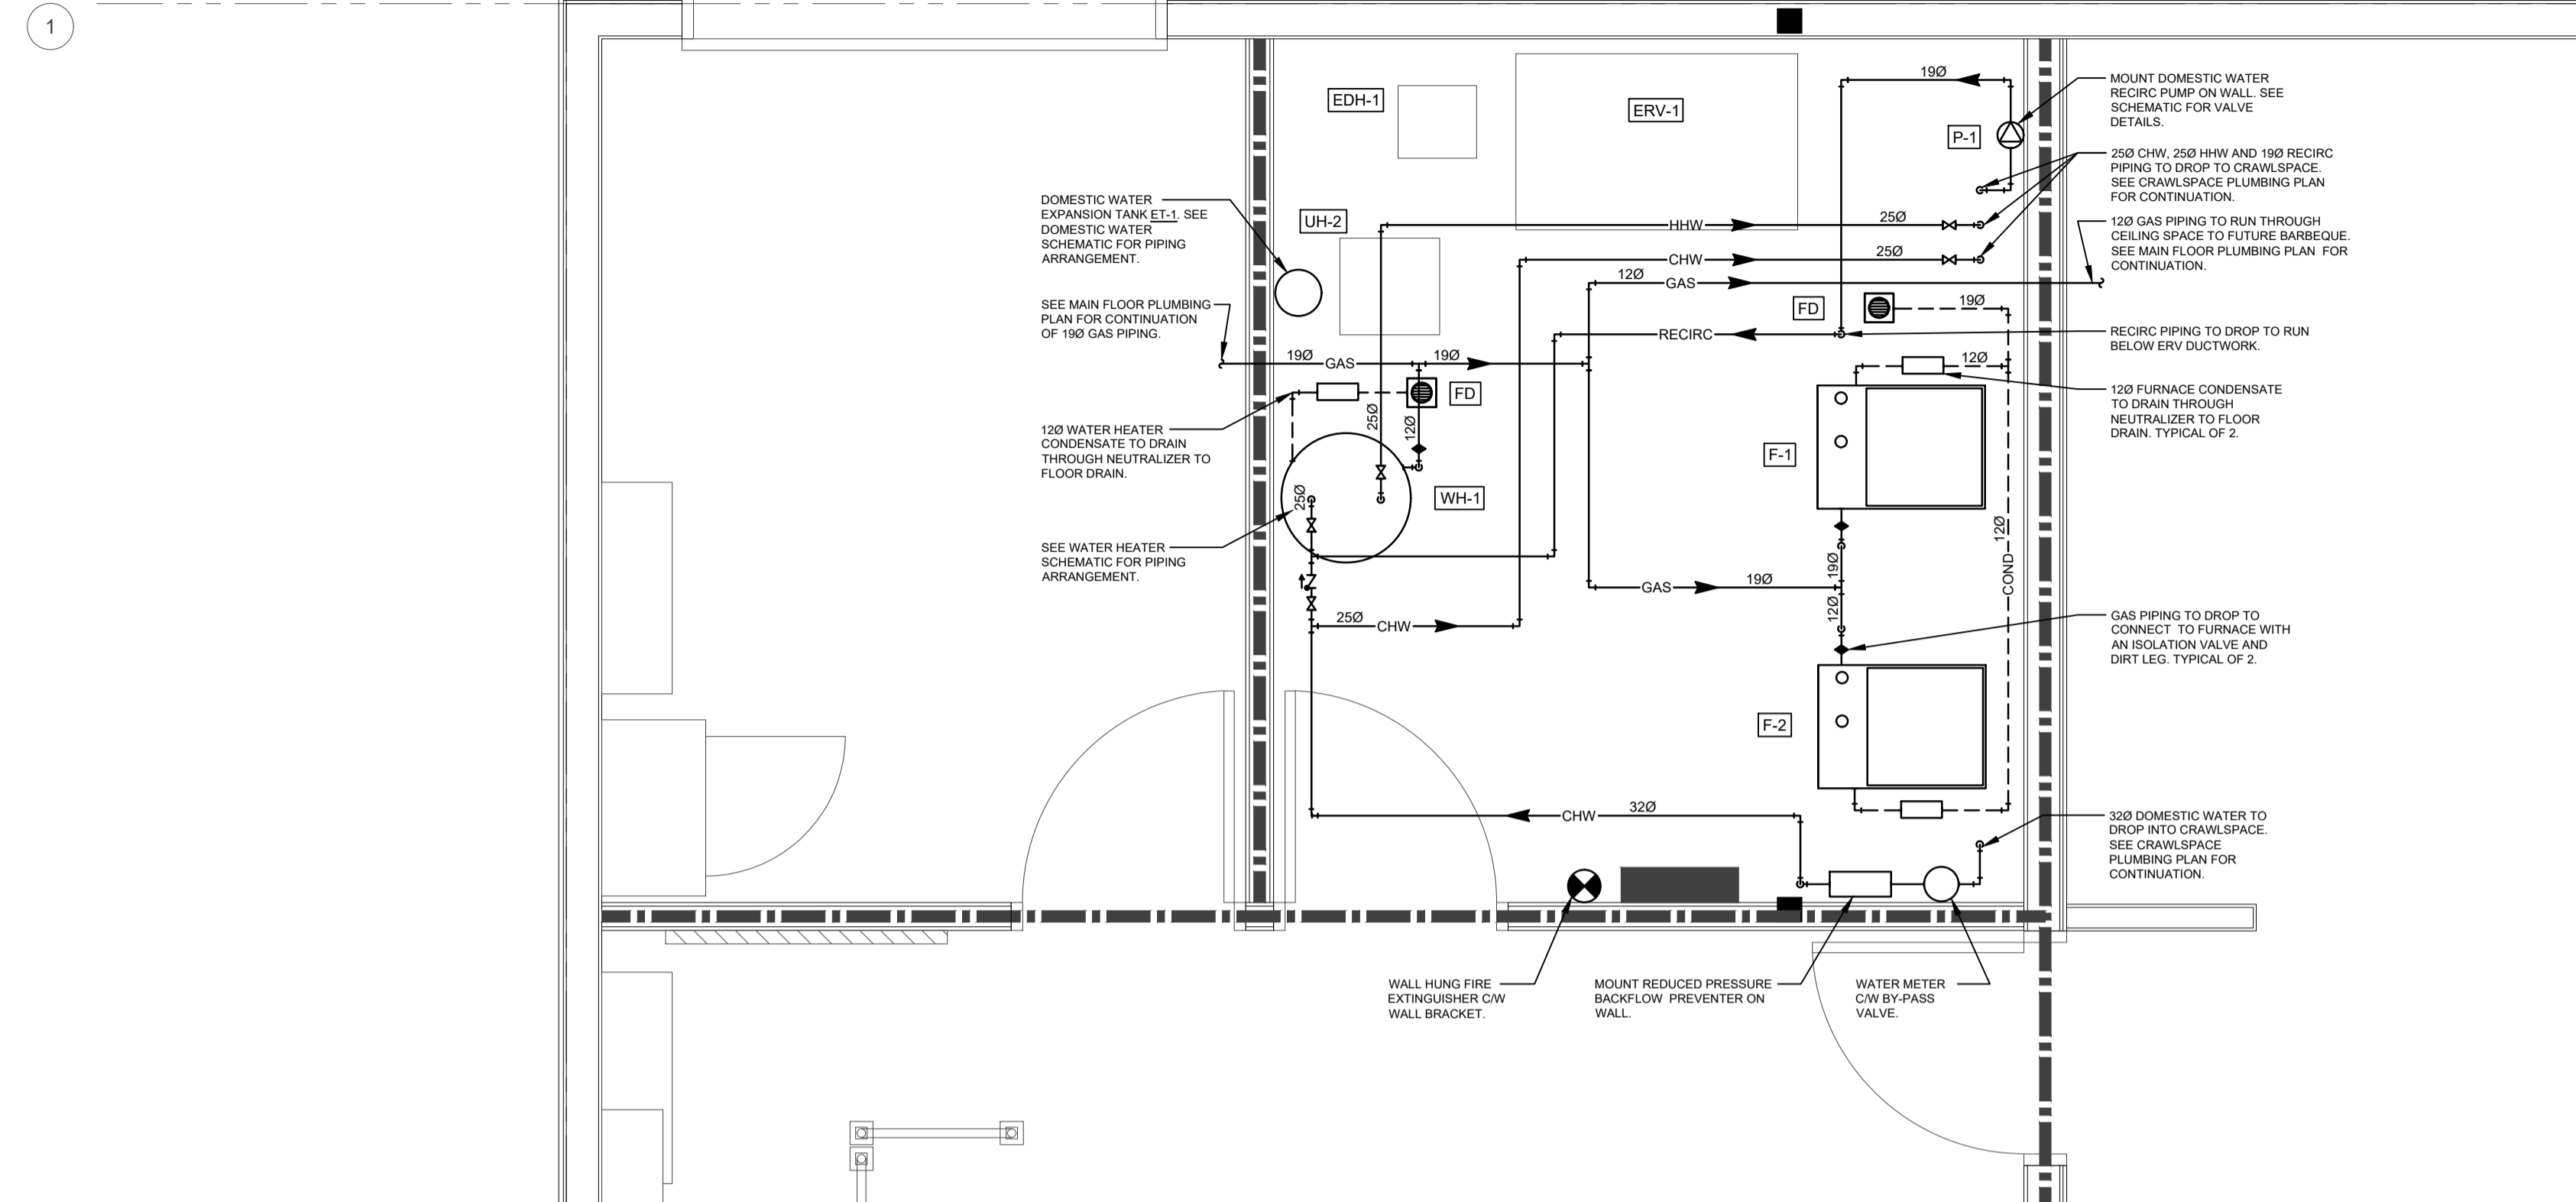 1
EDH-1
ERV-1
19Ø
P-1
MOUNT DOMESTIC WATER
RECIRC PUMP ON WALL. SEE
SCHEMATIC FOR VALVE
DETAILS.
25Ø CHW, 25Ø HHW AND 19Ø RECIRC
PIPING TO DROP TO CRAWLSPACE.
SEE CRAWLSPACE PLUMBING PLAN
FOR CONTINUATION.
DOMESTIC WATER
EXPANSION TANK ET-1. SEE
DOMESTIC WATER
SCHEMATIC FOR PIPING
ARRANGEMENT.
UH-2
HHW
25Ø
CHW
25Ø
12Ø
GAS
12Ø GAS PIPING TO RUN THROUGH
CEILING SPACE TO FUTURE BARBEQUE.
SEE MAIN FLOOR PLUMBING PLAN FOR
CONTINUATION.
SEE MAIN FLOOR PLUMBING
PLAN FOR CONTINUATION
OF 19Ø GAS PIPING.
FD
19Ø
RECIRC
RECIRC PIPING TO DROP TO RUN
BELOW ERV DUCTWORK.
19Ø
GAS
19Ø
12Ø
FD
25Ø
12Ø
12Ø FURNACE CONDENSATE
TO DRAIN THROUGH
NEUTRALIZER TO FLOOR
DRAIN. TYPICAL OF 2.
12Ø WATER HEATER
CONDENSATE TO DRAIN
THROUGH NEUTRALIZER TO
FLOOR DRAIN.
F-1
25Ø
WH-1
12Ø
COND
SEE WATER HEATER
SCHEMATIC FOR PIPING
ARRANGEMENT.
GAS
19Ø
19Ø
12Ø
25Ø
CHW
GAS PIPING TO DROP TO
CONNECT TO FURNACE WITH
AN ISOLATION VALVE AND
DIRT LEG. TYPICAL OF 2.
F-2
CHW
32Ø
32Ø DOMESTIC WATER TO
DROP INTO CRAWLSPACE.
SEE CRAWLSPACE
PLUMBING PLAN FOR
CONTINUATION.
WALL HUNG FIRE
EXTINGUISHER C/W
WALL BRACKET.
MOUNT REDUCED PRESSURE
BACKFLOW PREVENTER ON
WALL.
WATER METER
C/W BY-PASS
VALVE.